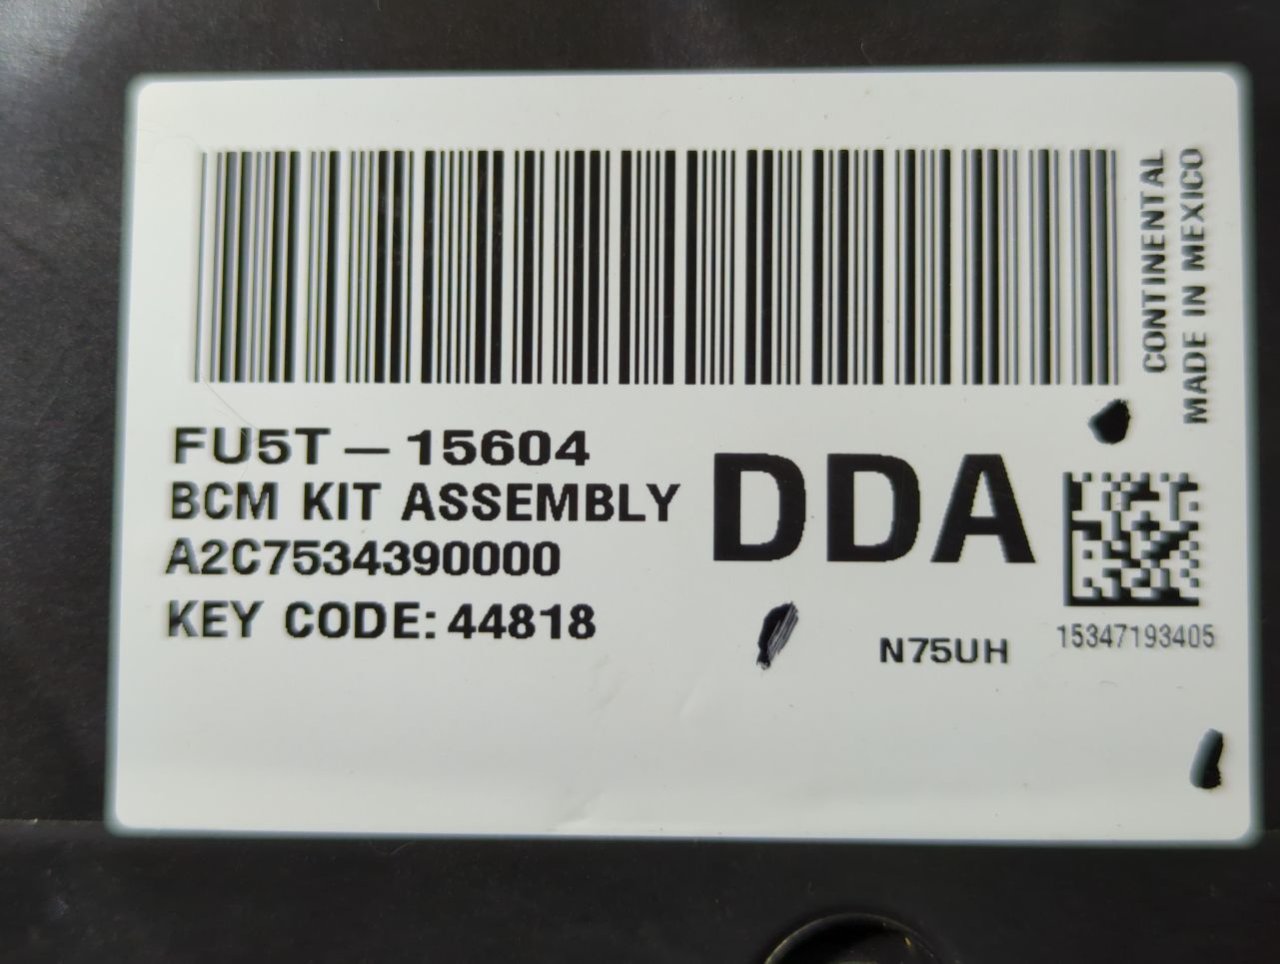 CONTINENTAL
MADE IN MEXICO
FU5T – 15604
BCM KIT ASSEMBLY
DDA
A2C7534390000
KEY CODE: 44818
N75UH
15347193405